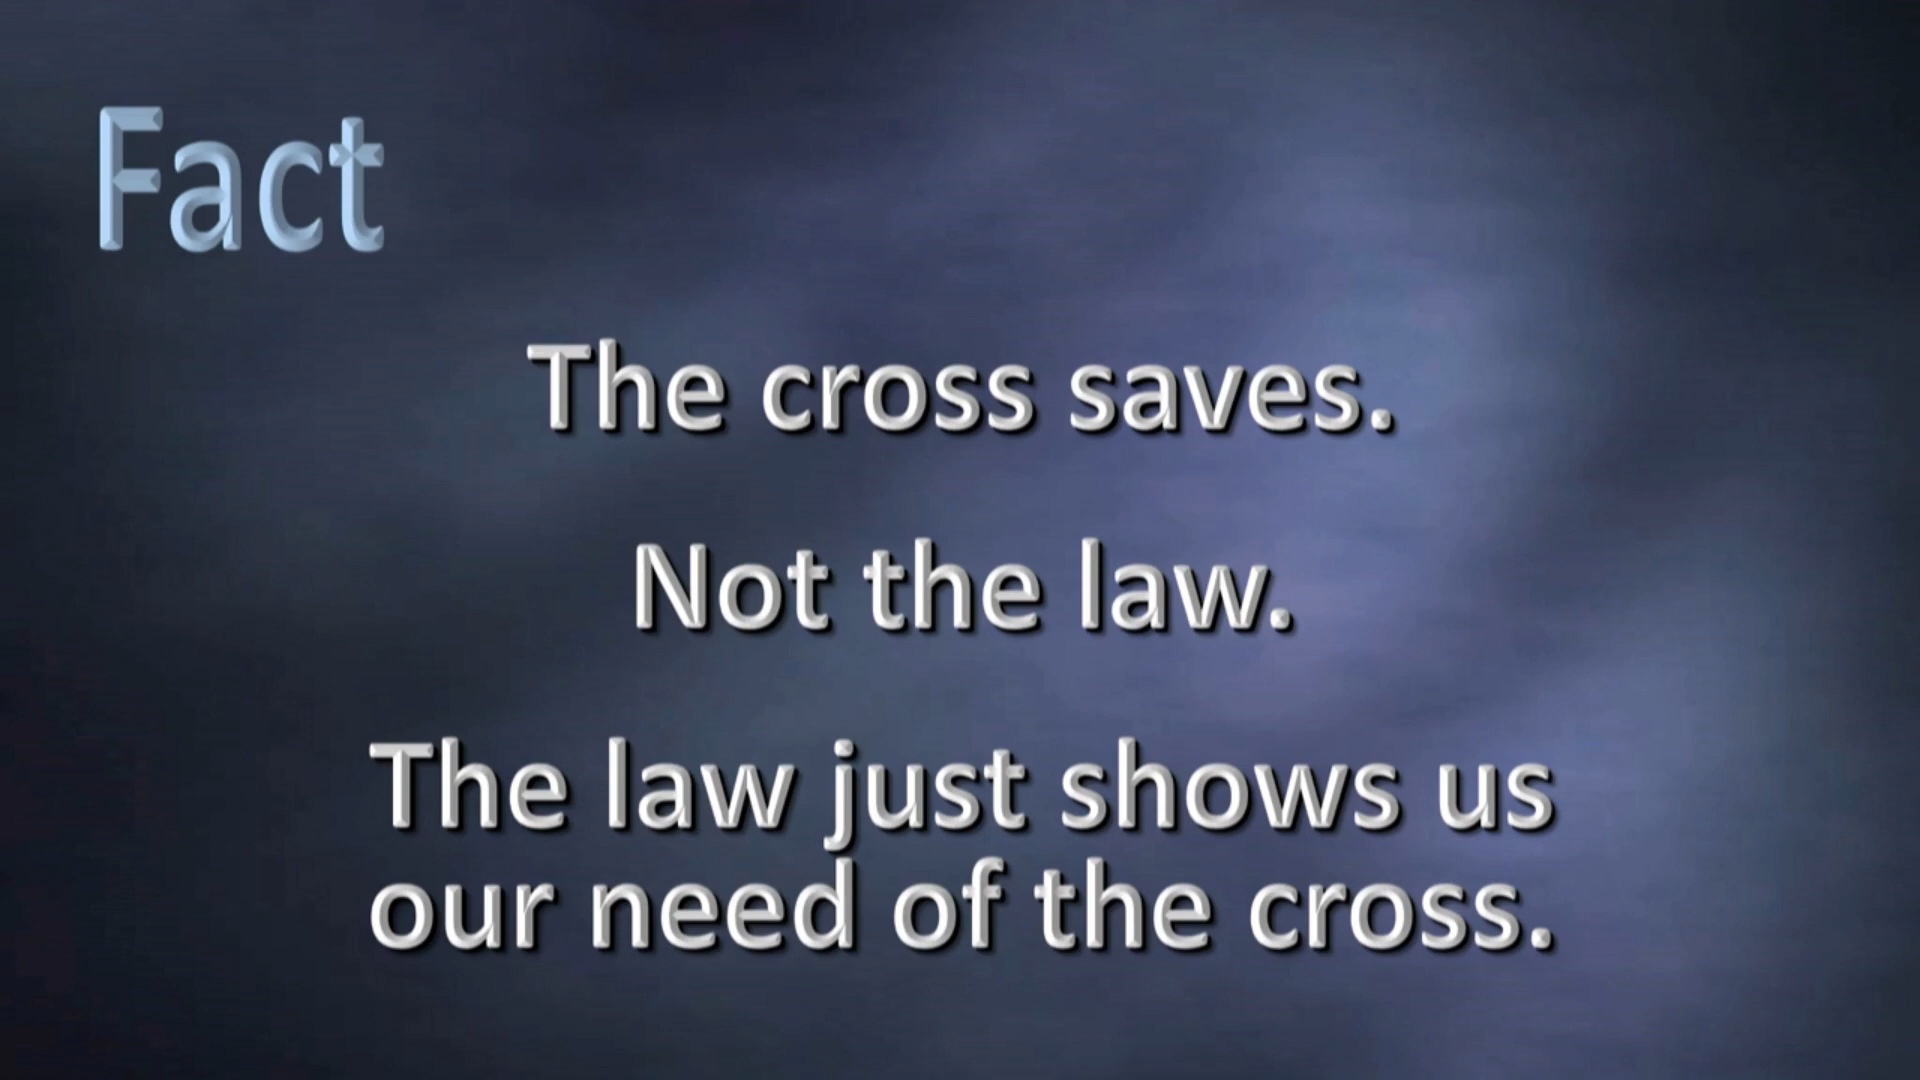 Fact
The cross saves.
Not the law.
The law just shows us
our need of the cross.